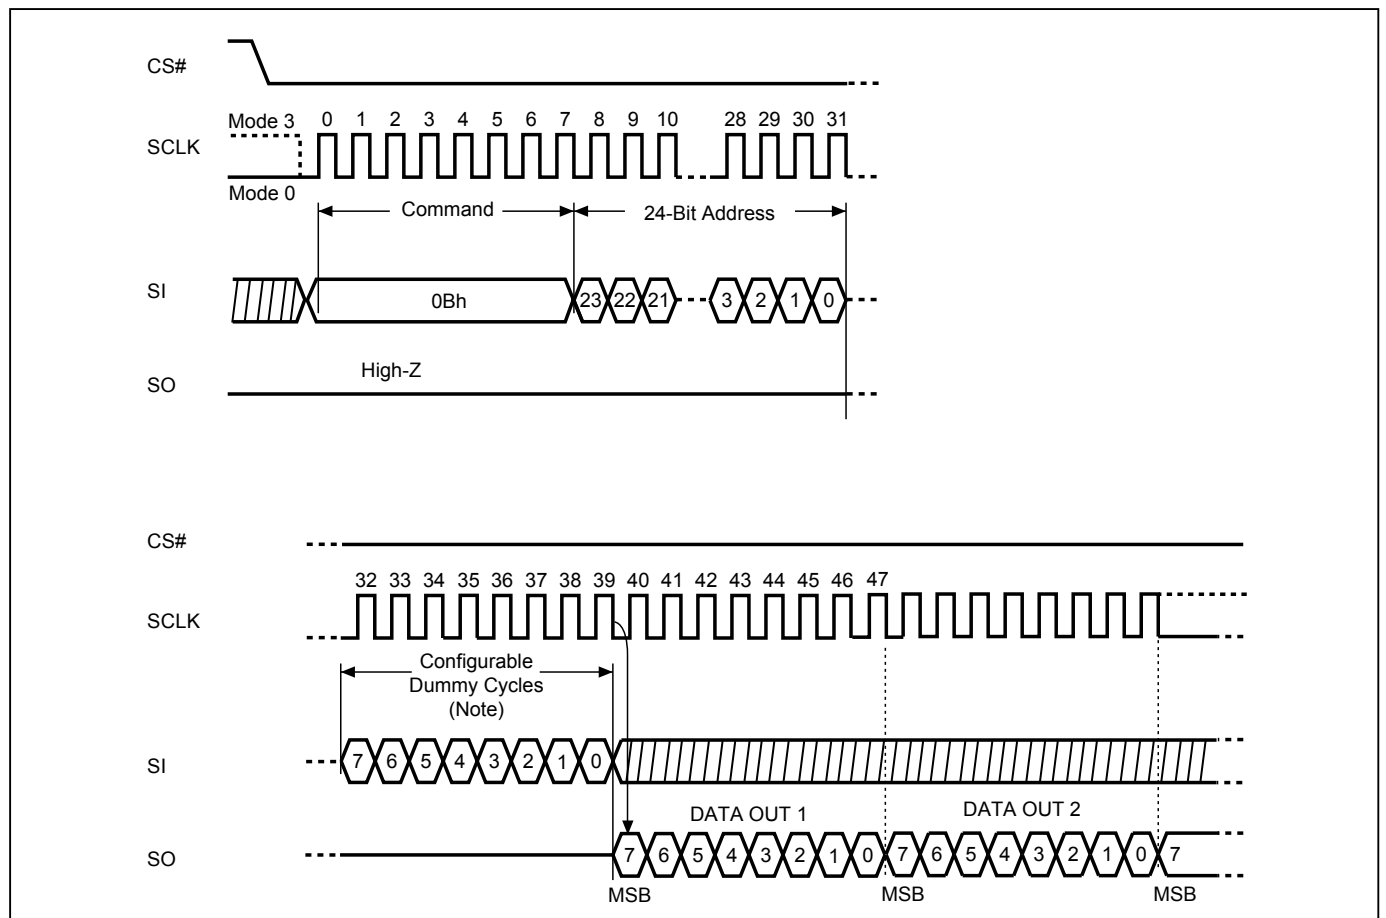 CS#
Mode 3 0 1 2 3 4 5 6 7 8 9 10 28 29 30 31
SCLK
Mode 0
Command 24-Bit Address
SI 0Bh 23 22 21 3 2 1 0
High-Z
SO
CS#
32 33 34 35 36 37 38 39 40 41 42 43 44 45 46 47
SCLK
Configurable
Dummy Cycles
(Note)
SI 7 6 5 4 3 2 1 0
DATA OUT 1 DATA OUT 2
SO 7 6 5 4 3 2 1 0 7 6 5 4 3 2 1 0 7
MSB MSB MSB